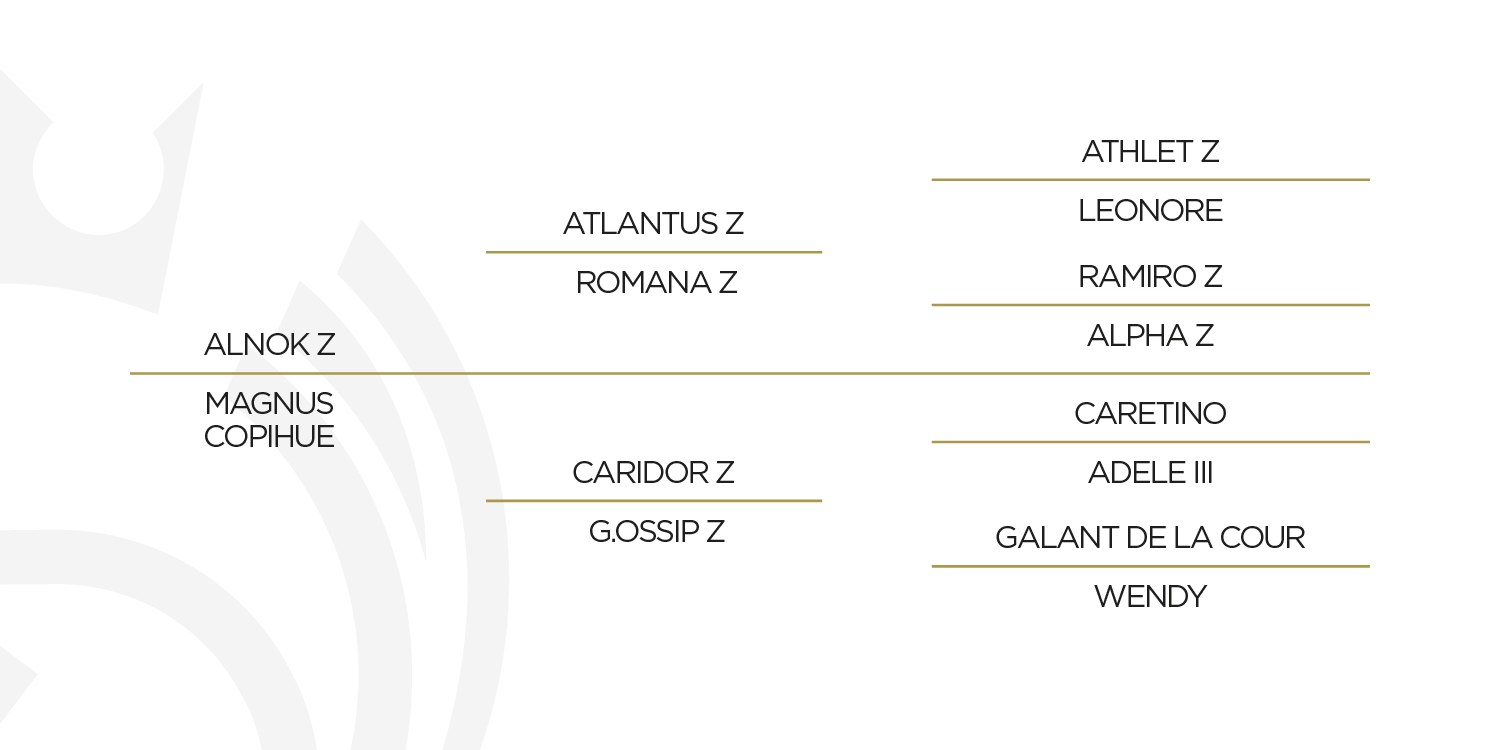 ALNOK Z
MAGNUS
COPIHUE
ATLANTUS Z
ROMANA Z
CARIDOR Z
G.OSSIP Z
ATHLET Z
LEONORE
RAMIRO Z
ALPHA Z
CARETINO
ADELE III
GALANT DE LA COUR
WENDY